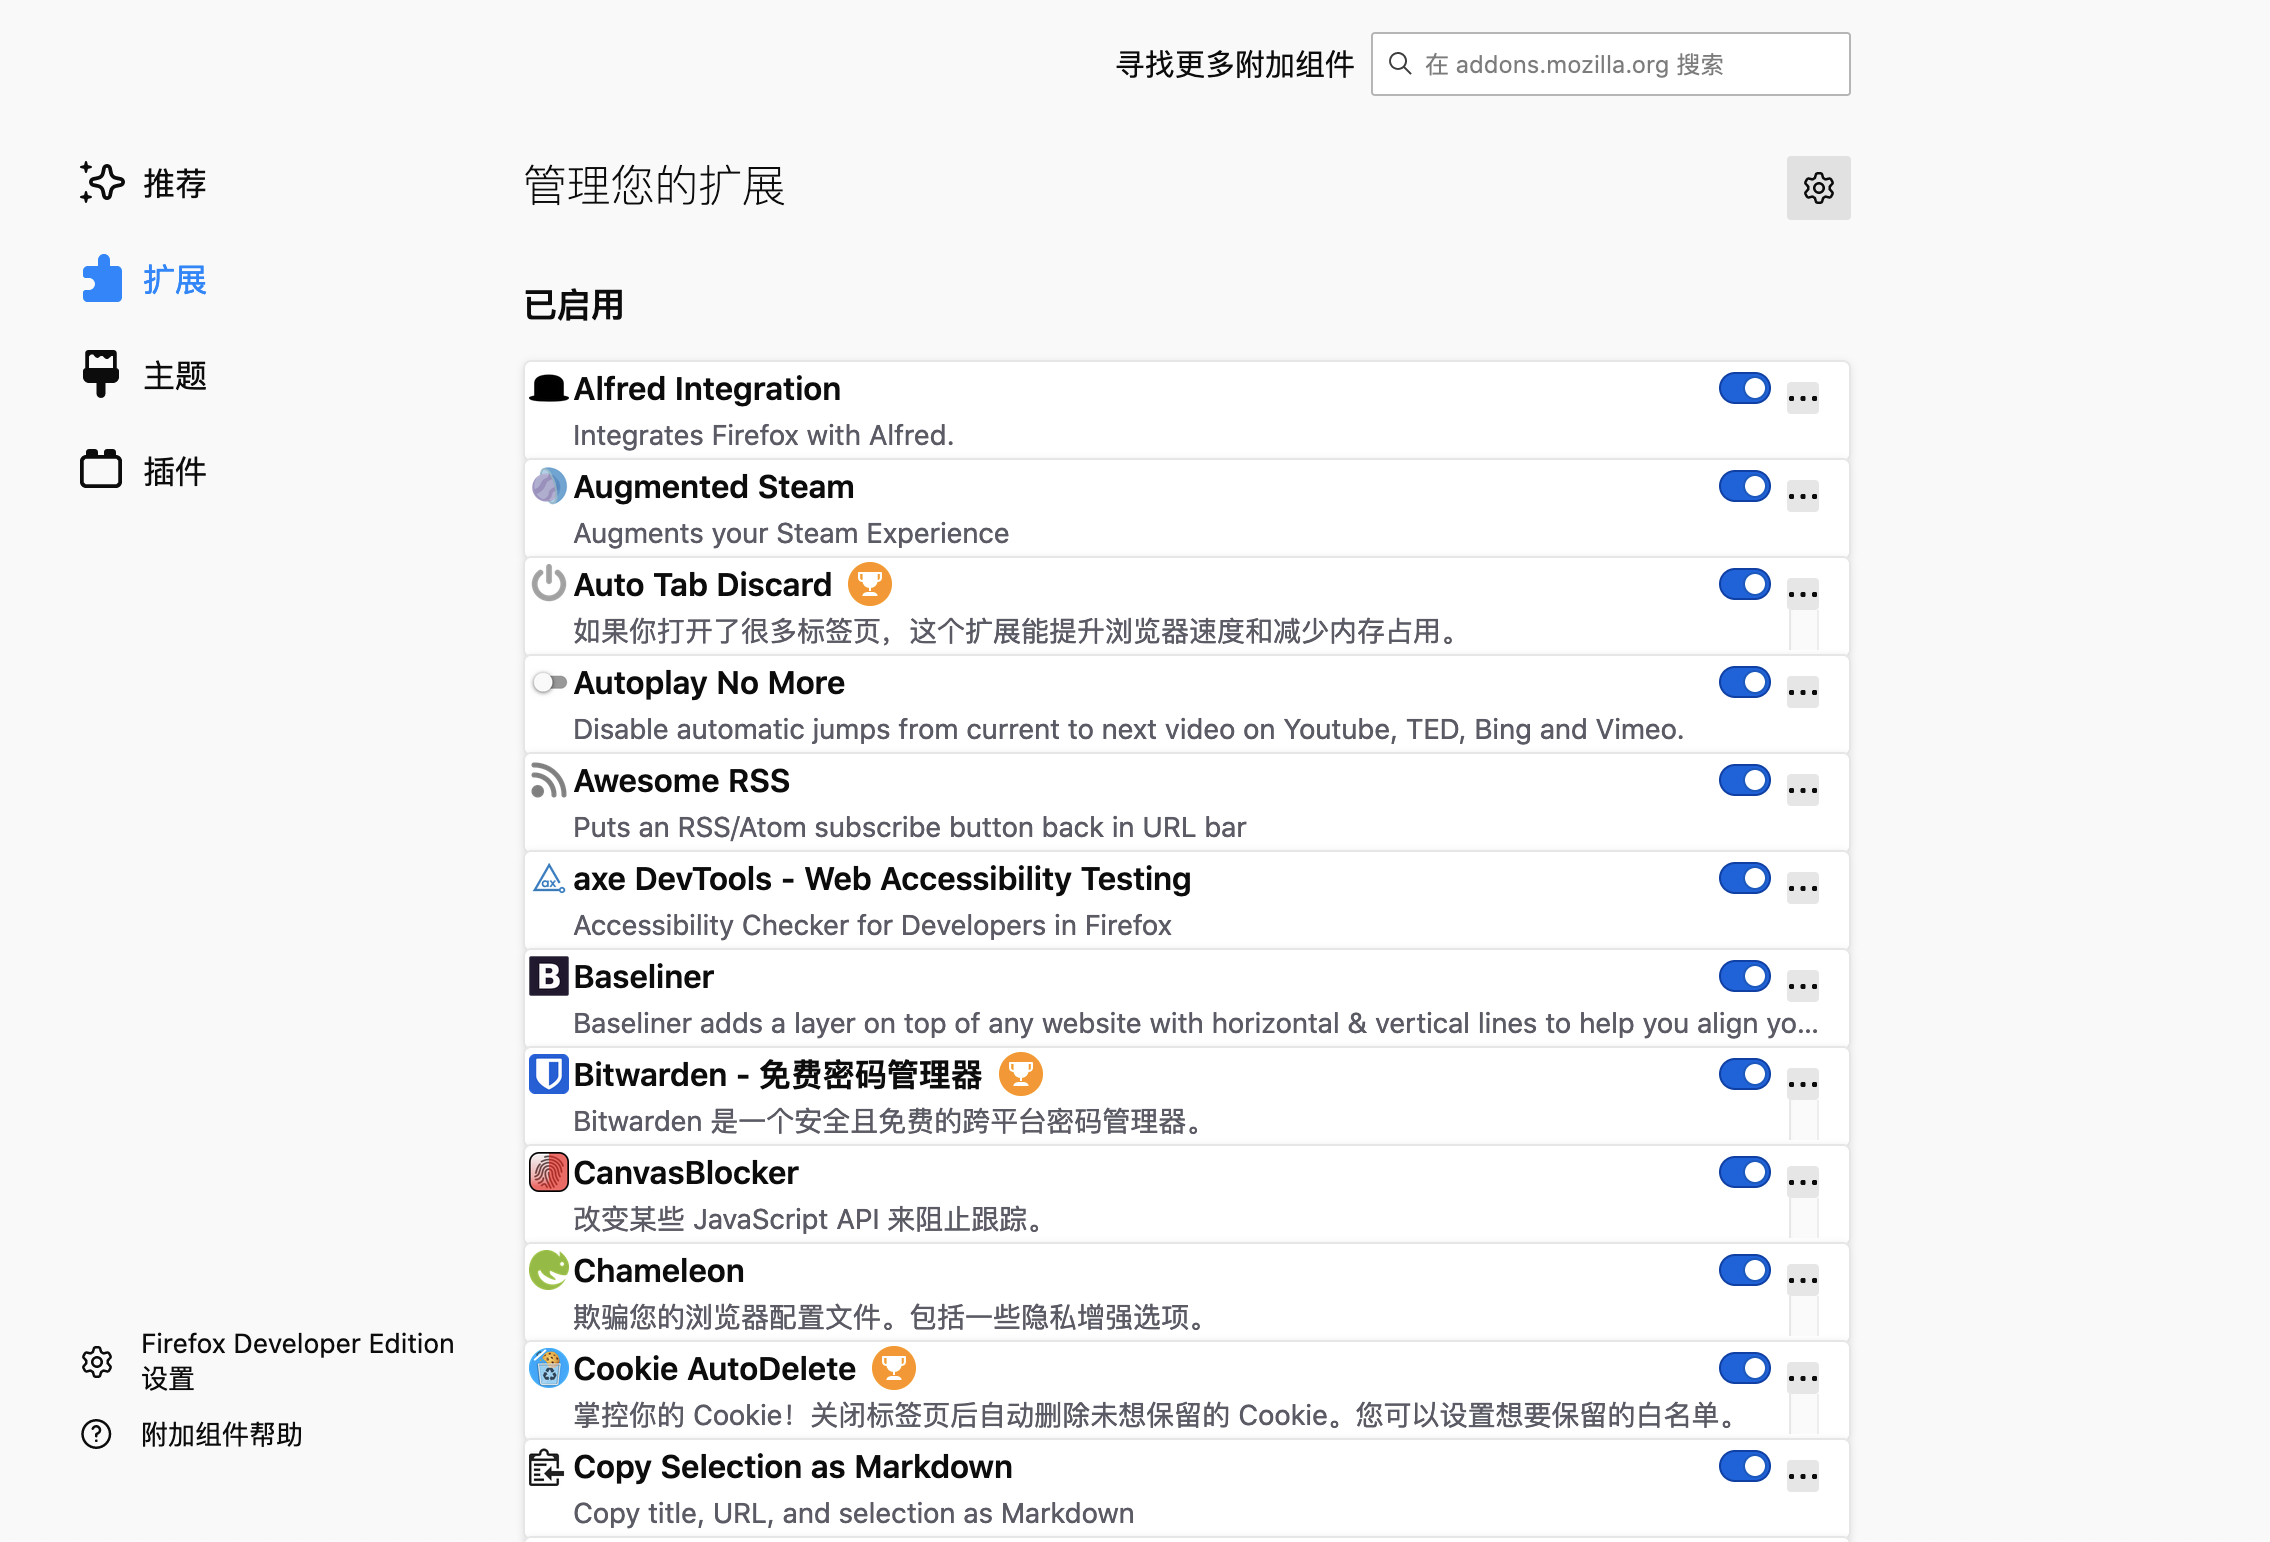 寻找更多附加组件
在 addons.mozilla.org 搜索
推荐
扩展
主题
插件
管理您的扩展
已启用
Alfred Integration
Integrates Firefox with Alfred.
Augmented Steam
Augments your Steam Experience
Auto Tab Discard
如果你打开了很多标签页，这个扩展能提升浏览器速度和减少内存占用。
Autoplay No More
Disable automatic jumps from current to next video on Youtube, TED, Bing and Vimeo.
Awesome RSS
Puts an RSS/Atom subscribe button back in URL bar
axe DevTools - Web Accessibility Testing
Accessibility Checker for Developers in Firefox
Baseliner
Baseliner adds a layer on top of any website with horizontal & vertical lines to help you align yo...
Bitwarden - 免费密码管理器
Bitwarden 是一个安全且免费的跨平台密码管理器。
CanvasBlocker
改变某些 JavaScript API 来阻止跟踪。
Chameleon
欺骗您的浏览器配置文件。包括一些隐私增强选项。
Cookie AutoDelete
掌控你的 Cookie！关闭标签页后自动删除未想保留的 Cookie。您可以设置想要保留的白名单。
Copy Selection as Markdown
Copy title, URL, and selection as Markdown
Firefox Developer Edition
设置
附加组件帮助